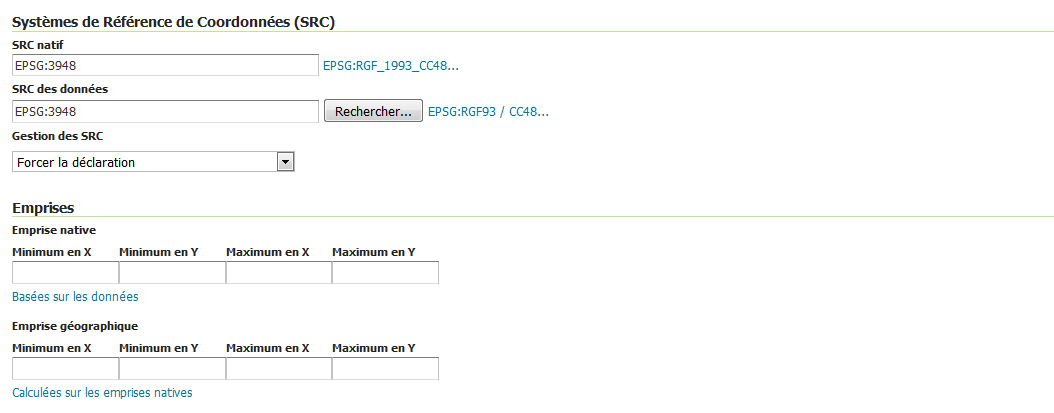 Systèmes de Référence de Coordonnées (SRC)
SRC natif
EPSG:3948 EPSG:RGF_1993_CC48...
SRC des données
EPSG:3948 Rechercher... EPSG:RGF93 / CC48...
Gestion des SRC
Forcer la déclaration
Emprises
Emprise native
Minimum en X Minimum en Y Maximum en X Maximum en Y
Basées sur les données
Emprise géographique
Minimum en X Minimum en Y Maximum en X Maximum en Y
Calculées sur les emprises natives